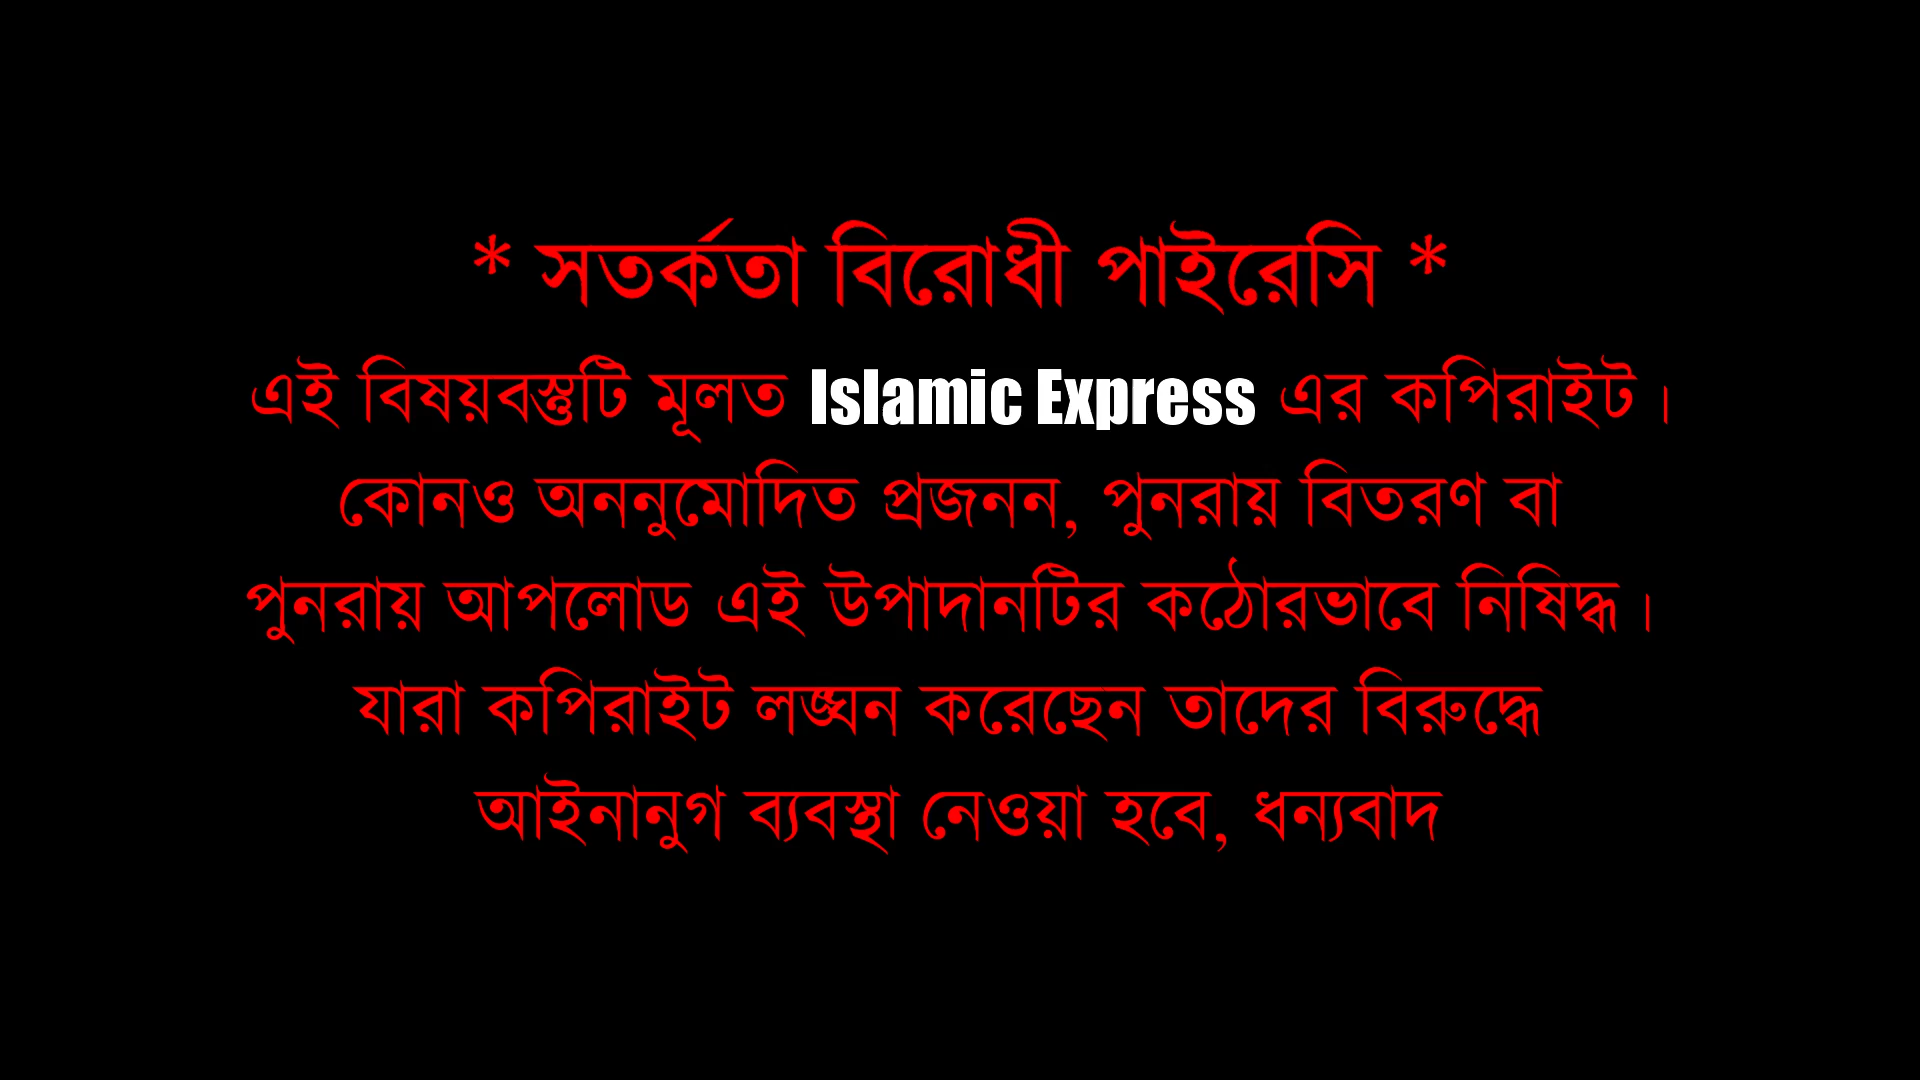 * সতর্কতা বিরোধী পাইরেসি *
এই বিষয়বস্তুটি মূলত Islamic Express এর কপিরাইট।
কোনও অননুমোদিত প্রজনন, পুনরায় বিতরণ বা
পুনরায় আপলোড এই উপাদানটির কঠোরভাবে নিষিদ্ধ।
যারা কপিরাইট লঙ্ঘন করেছেন তাদের বিরুদ্ধে
আইনানুগ ব্যবস্থা নেওয়া হবে, ধন্যবাদ